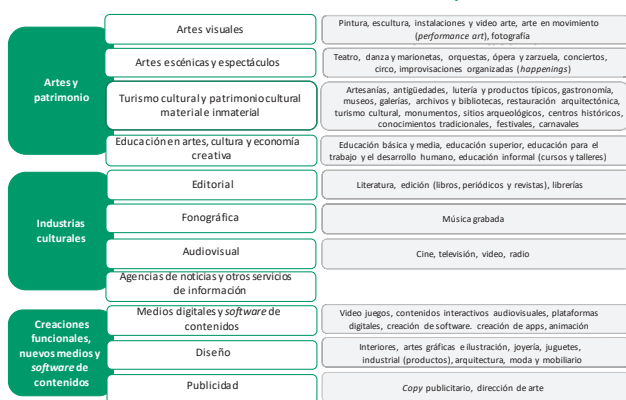 Artes y
patrimonio
Artes visuales
Pintura, escultura, instalaciones y video arte, arte en movimiento
(performance art), fotografía
Artes escénicas y espectáculos
Teatro, danza y marionetas, orquestas, ópera y zarzuela, conciertos,
circo, improvisaciones organizadas (happenings)
Turismo cultural y patrimonio cultural
material e inmaterial
Artesanías, antigüedades, lutería y productos típicos, gastronomía,
museos, galerías, archivos y bibliotecas, restauración arquitectónica,
turismo cultural, monumentos, sitios arqueológicos, centros históricos,
conocimientos tradicionales, festivales, carnavales
Educación en artes, cultura y economía
creativa
Educación básica y media, educación superior, educación para el
trabajo y el desarrollo humano, educación informal (cursos y talleres)
Industrias
culturales
Editorial
Literatura, edición (libros, periódicos y revistas), librerías
Fonográfica
Música grabada
Audiovisual
Cine, televisión, video, radio
Agencias de noticias y otros servicios
de información
Creaciones
funcionales,
nuevos medios y
software de
contenidos
Medios digitales y software de
contenidos
Video juegos, contenidos interactivos audiovisuales, plataformas
digitales, creación de software. creación de apps, animación
Diseño
Interiores, artes gráficas e ilustración, joyería, juguetes,
industrial (productos), arquitectura, moda y mobiliario
Publicidad
Copy publicitario, dirección de arte